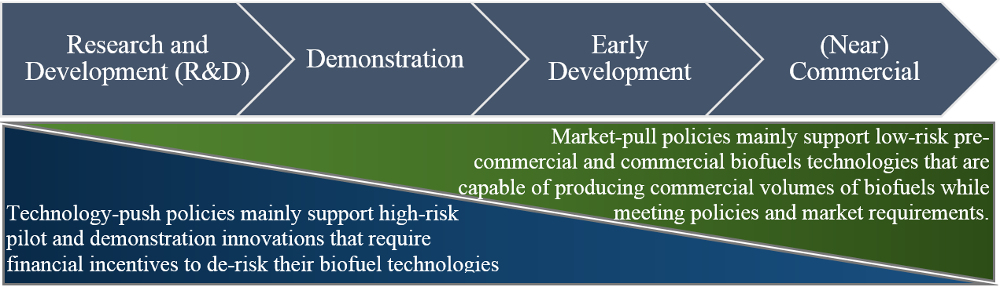 Research and
Development (R&D)
Demonstration
Early
Development
(Near)
Commercial
Market-pull policies mainly support low-risk pre-
commercial and commercial biofuels technologies that are
capable of producing commercial volumes of biofuels while
meeting policies and market requirements.
Technology-push policies mainly support high-risk
pilot and demonstration innovations that require
financial incentives to de-risk their biofuel technologies